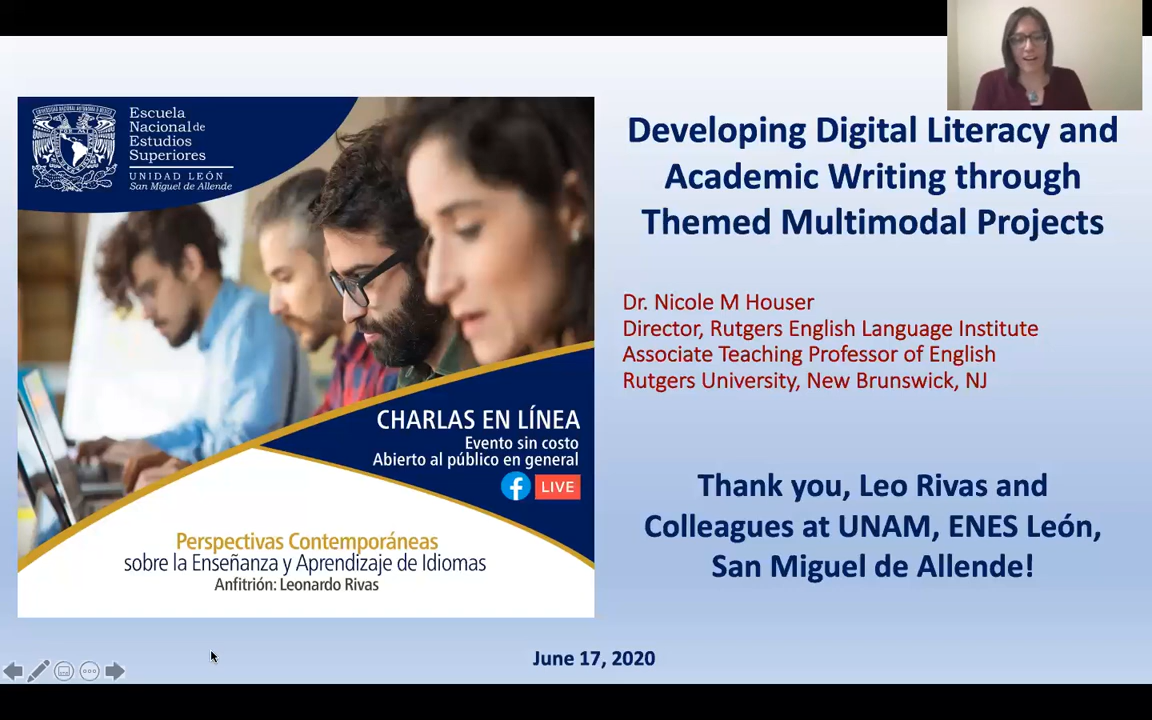 Escuela
Nacional de
Estudios
Superiores
UNIDAD LEÓN
San Miguel de Allende
CHARLAS EN LÍNEA
Evento sin costo
Abierto al público en general
LIVE
Perspectivas Contemporáneas
sobre la Enseñanza y Aprendizaje de Idiomas
Anfitrión: Leonardo Rivas
Developing Digital Literacy and
Academic Writing through
Themed Multimodal Projects
Dr. Nicole M Houser
Director, Rutgers English Language Institute
Associate Teaching Professor of English
Rutgers University, New Brunswick, NJ
Thank you, Leo Rivas and
Colleagues at UNAM, ENES León,
San Miguel de Allende!
June 17, 2020